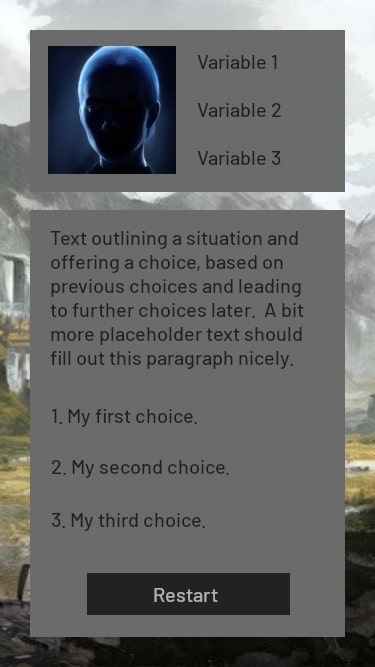 Variable 1
Variable 2
Variable 3
Text outlining a situation and
offering a choice, based on
previous choices and leading
to further choices later.  A bit
more placeholder text should
fill out this paragraph nicely.
1. My first choice.
2. My second choice.
3. My third choice.
Restart